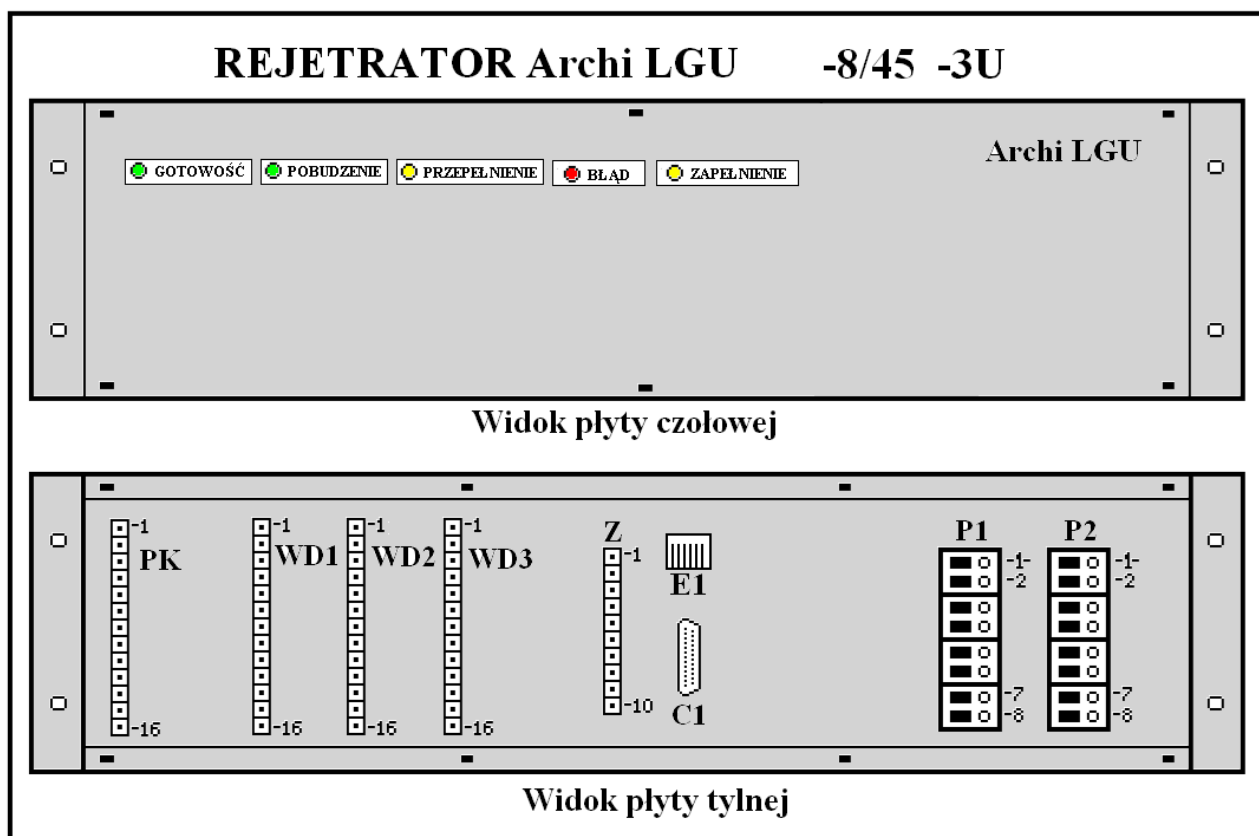 REJETRATOR Archi LGU -8/45 -3U
Archi LGU
GOTOWOŚĆ POBUDZENIE PRZEPEŁNIENIE BŁĄD ZAPEŁNIENIE
Widok płyty czołowej
-1 -1 -1 -1 Z P1 P2
PK WD1 WD2 WD3 -1 -1- -1-
E1 -2 -2
-16 -16 -16 -16 -10 C1 -7 -7
-8 -8
Widok płyty tylnej